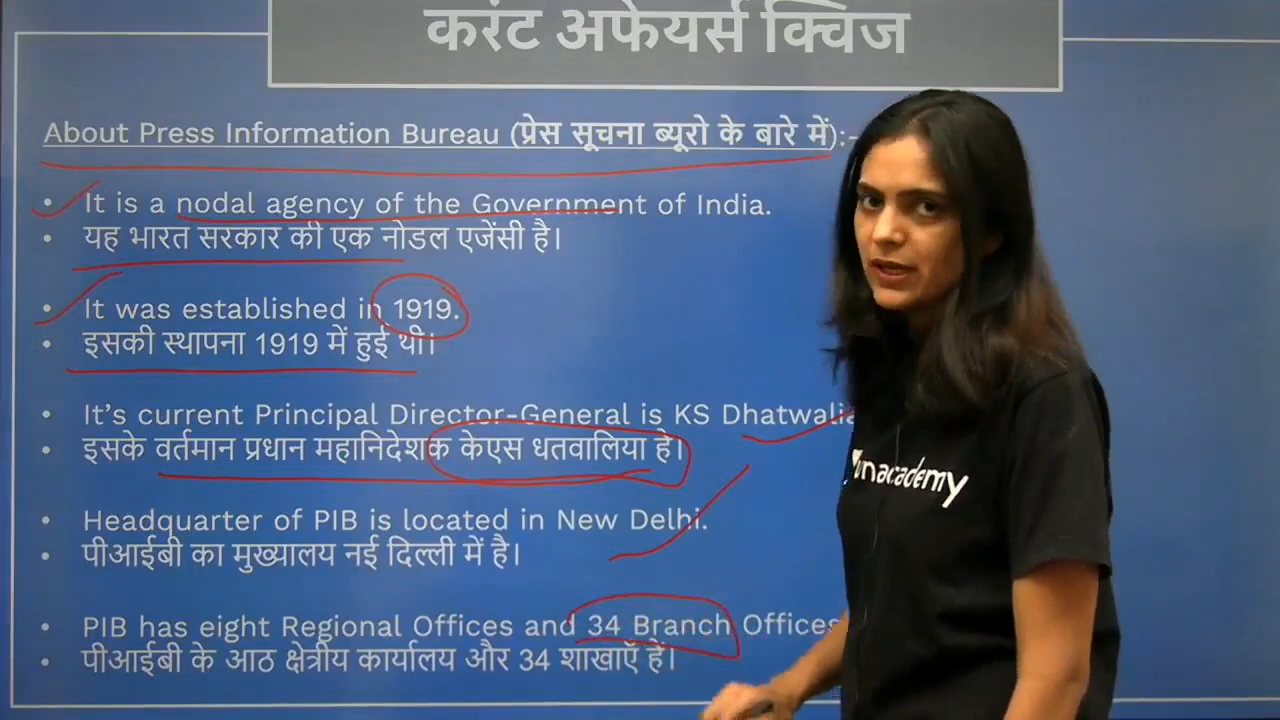 करंट अफेयर्स क्विज
About Press Information Bureau (प्रेस सूचना ब्यूरो के बारे में):-
• It is a nodal agency of the Government of India.
• यह भारत सरकार की एक नोडल एजेंसी है।
• It was established in 1919.
• इसकी स्थापना 1919 में हुई थी।
• It's current Principal Director-General is KS Dhatwalia
• इसके वर्तमान प्रधान महानिदेशक केएस धतवालिया हे।
• Headquarter of PIB is located in New Delhi.
• पीआईबी का मुख्यालय नई दिल्ली में है।
• PIB has eight Regional Offices and 34 Branch Offices
• पीआईबी के आठ क्षेत्रीय कार्यालय और 34 शाखाएँ हैं।
unacademy